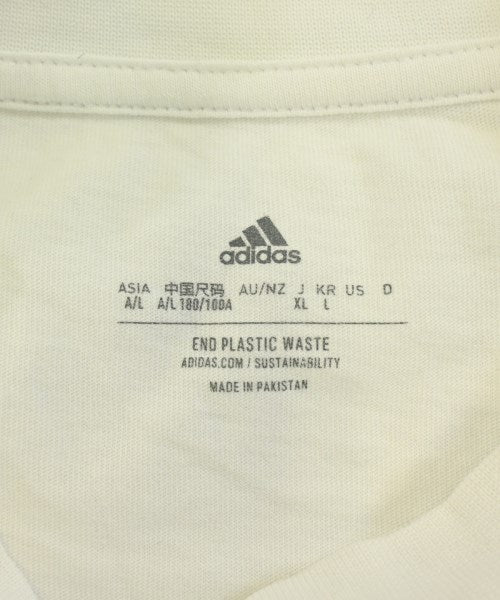 adidas
ASIA 中国尺码 AU/NZ J KR US D
A/L A/L 180/100A XL L
END PLASTIC WASTE
ADIDAS.COM / SUSTAINABILITY
MADE IN PAKISTAN